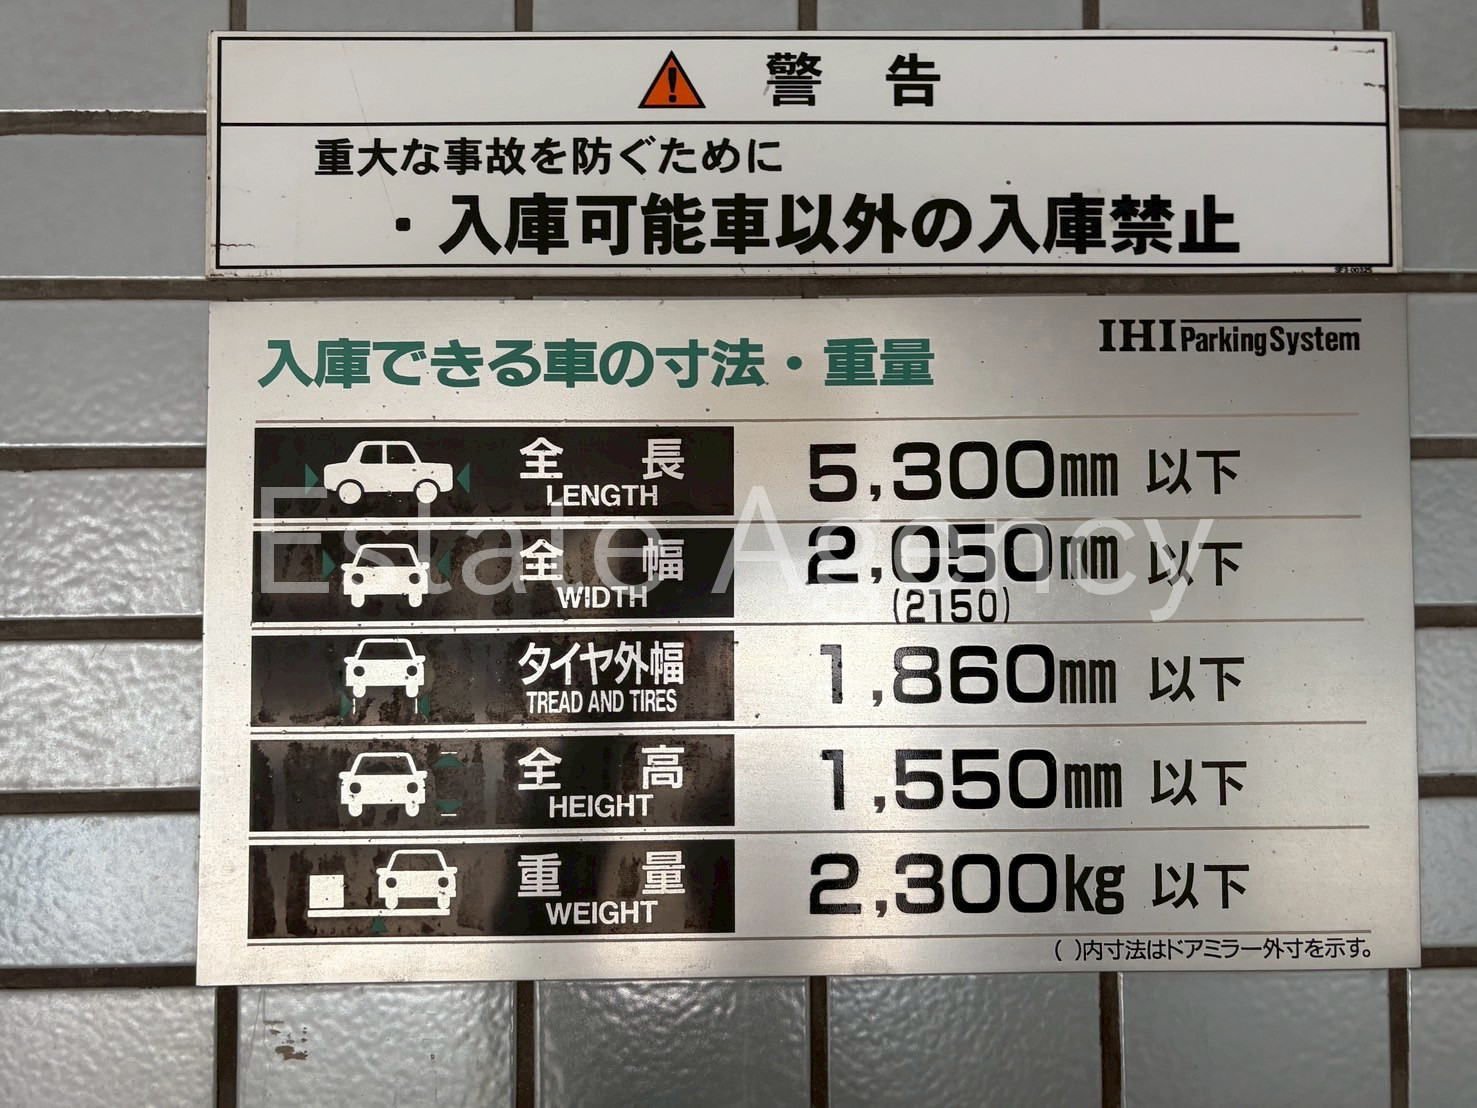 警告
重大な事故を防ぐために
・入庫可能車以外の入庫禁止
SF3 00325
IHI Parking System
入庫できる車の寸法・重量
全長 5,300mm 以下
LENGTH
全幅 2,050mm 以下
WIDTH (2150)
タイヤ外幅 1,860mm 以下
TREAD AND TIRES
全高 1,550mm 以下
HEIGHT
重量 2,300kg 以下
WEIGHT
( )内寸法はドアミラー外寸を示す。
Estate Agency